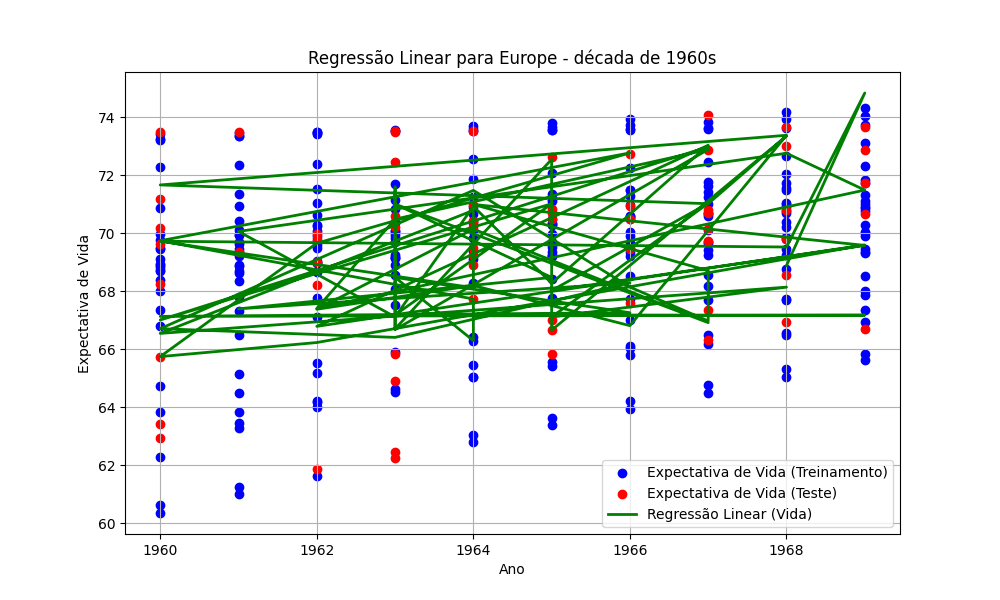 Regressão Linear para Europe - década de 1960s
Expectativa de Vida
74
72
70
68
66
64
62
60
1960
1962
1964
1966
1968
Ano
Expectativa de Vida (Treinamento)
Expectativa de Vida (Teste)
Regressão Linear (Vida)